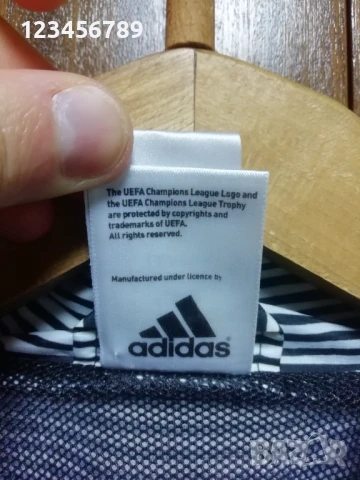 123456789
The UEFA Champions League Logo and
the UEFA Champions League Trophy
are protected by copyrights and
trademarks of UEFA.
All rights reserved.
Manufactured under licence by
adidas®